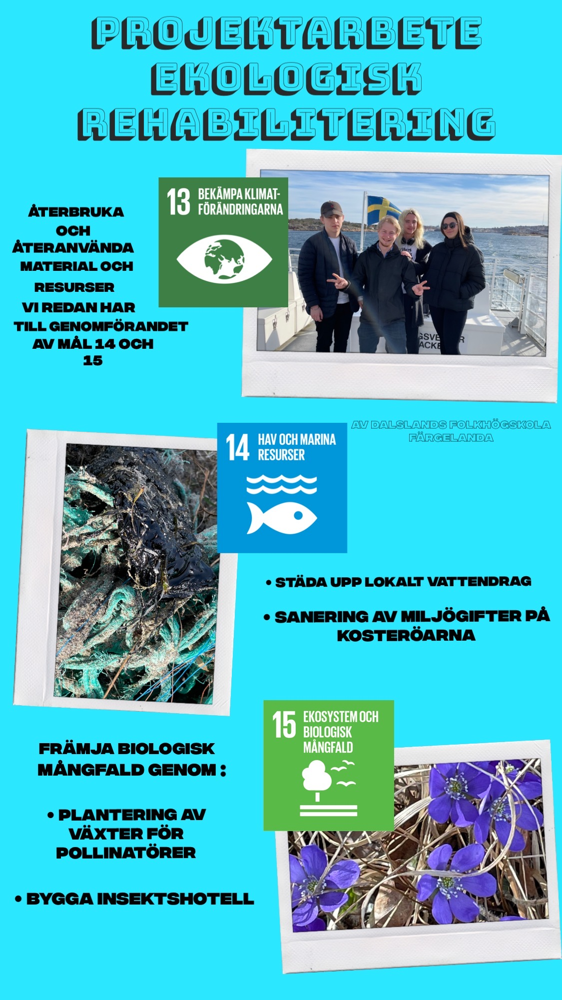 PROJEKTARBETE
EKOLOGISK
REHABILITERING
13 BEKÄMPA KLIMAT-
FÖRÄNDRINGARNA
ÅTERBRUKA
OCH
ÅTERANVÄNDA
MATERIAL OCH
RESURSER
VI REDAN HAR
TILL GENOMFÖRANDET
AV MÅL 14 OCH
15
AV DALSLANDS FOLKHÖGSKOLA
FÄRGELANDA
14 HAV OCH MARINA
RESURSER
• STÄDA UPP LOKALT VATTENDRAG
• SANERING AV MILJÖGIFTER PÅ
KOSTERÖARNA
15 EKOSYSTEM OCH
BIOLOGISK
MÅNGFALD
FRÄMJA BIOLOGISK
MÅNGFALD GENOM :
• PLANTERING AV
VÄXTER FÖR
POLLINATÖRER
• BYGGA INSEKTSHOTELL